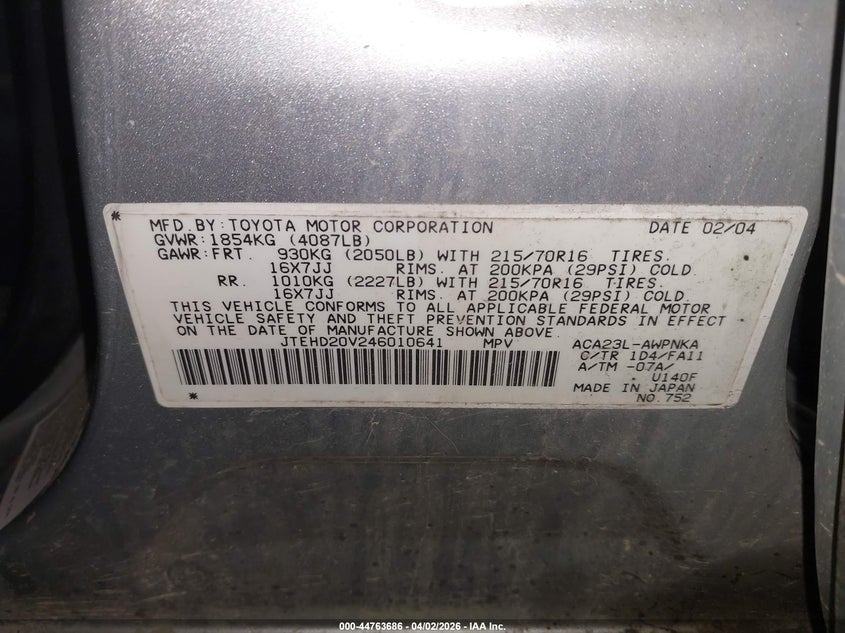 * MFD.BY:TOYOTA MOTOR CORPORATION DATE 02/04
GVWR:1854KG (4087LB)
GAWR:FRT. 930KG (2050LB) WITH 215/70R16 TIRES.
16X7JJ RIMS. AT 200KPA (29PSI) COLD.
RR. 1010KG (2227LB) WITH 215/70R16 TIRES.
16X7JJ RIMS. AT 200KPA (29PSI) COLD.
THIS VEHICLE CONFORMS TO ALL APPLICABLE FEDERAL MOTOR
VEHICLE SAFETY AND THEFT PREVENTION STANDARDS IN EFFECT
ON THE DATE OF MANUFACTURE SHOWN ABOVE.
JTEHD20V246010641 MPV ACA23L-AWPNKA
C/TR 1D4/FA11
A/TM -07A/
U140F
MADE IN JAPAN
* NO.752
000-44763686 - 04/02/2026 - IAA Inc.